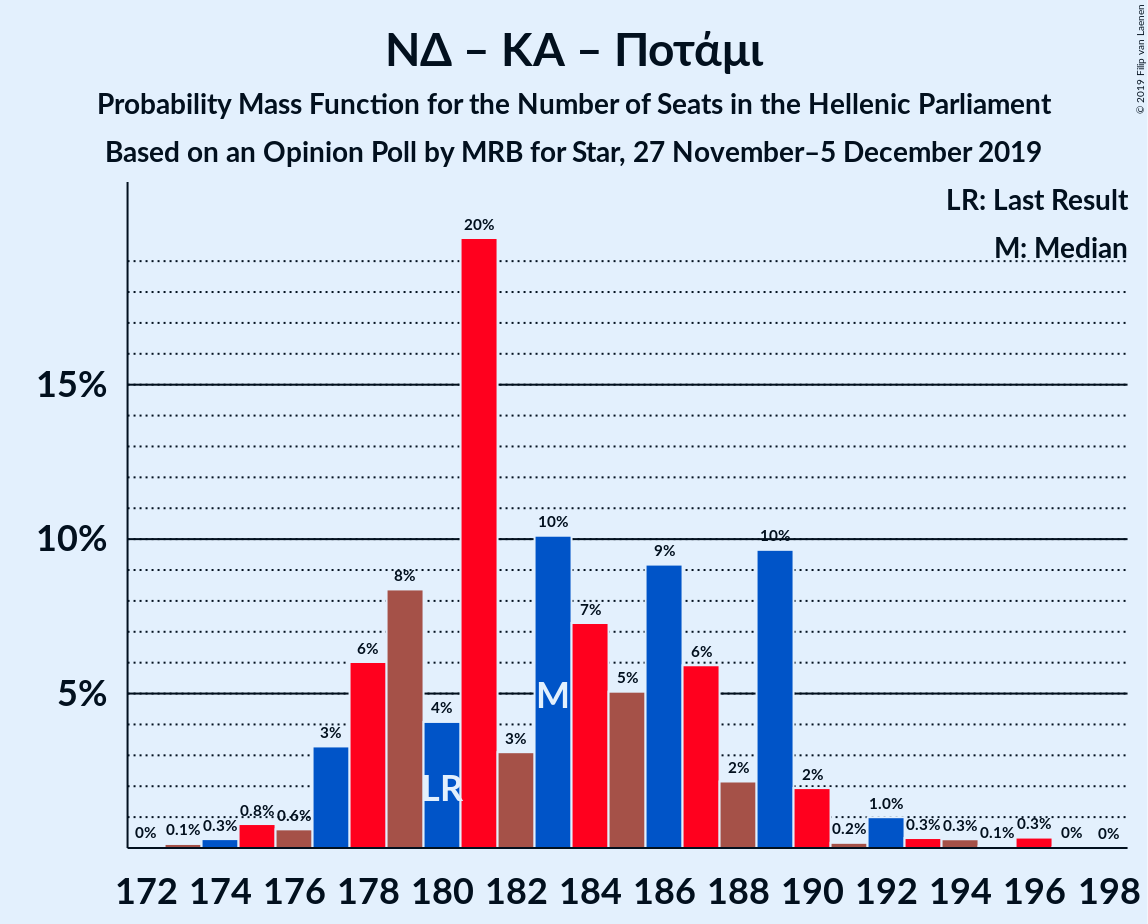 ΝΔ – ΚΑ – Ποτάμι
Probability Mass Function for the Number of Seats in the Hellenic Parliament
Based on an Opinion Poll by MRB for Star, 27 November–5 December 2019
© 2019 Filip van Laenen
LR: Last Result
M: Median
15%
10%
5%
0% 0.1% 0.3% 0.8% 0.6% 3% 6% 8% 4% 20% 3% 10% 7% 5% 9% 6% 2% 10% 2% 0.2% 1.0% 0.3% 0.3% 0.1% 0.3% 0% 0%
LR M
172 174 176 178 180 182 184 186 188 190 192 194 196 198